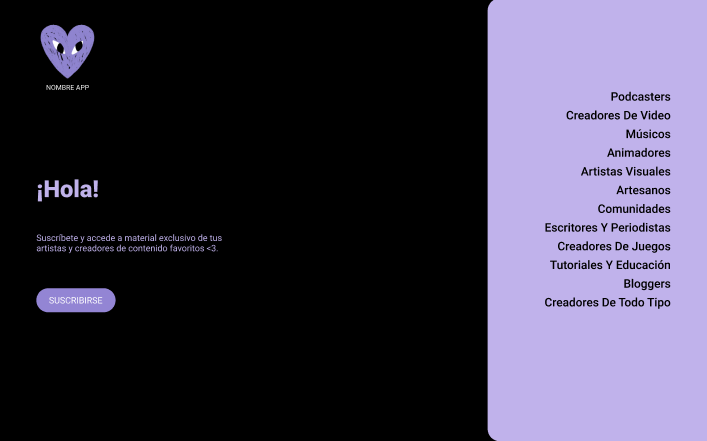 NOMBRE APP
¡Hola!
Suscríbete y accede a material exclusivo de tus
artistas y creadores de contenido favoritos <3.
SUSCRIBIRSE
Podcasters
Creadores De Video
Músicos
Animadores
Artistas Visuales
Artesanos
Comunidades
Escritores Y Periodistas
Creadores De Juegos
Tutoriales Y Educación
Bloggers
Creadores De Todo Tipo